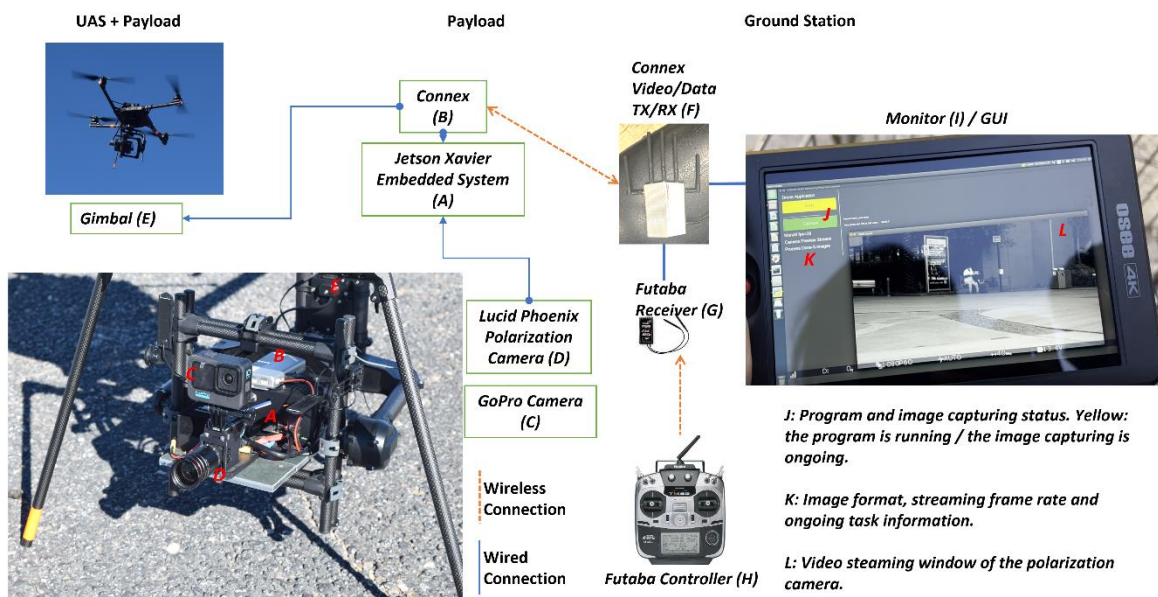 UAS + Payload
Payload
Ground Station
Connex
(B)
Connex
Video/Data
TX/RX (F)
Monitor (I) / GUI
Jetson Xavier
Embedded System
(A)
Gimbal (E)
J
K
L
osee 4K
Lucid Phoenix
Polarization
Camera (D)
Futaba
Receiver (G)
E
B
C
A
D
GoPro Camera
(C)
Wireless
Connection
Wired
Connection
Futaba Controller (H)
J: Program and image capturing status. Yellow:
the program is running / the image capturing is
ongoing.
K: Image format, streaming frame rate and
ongoing task information.
L: Video steaming window of the polarization
camera.